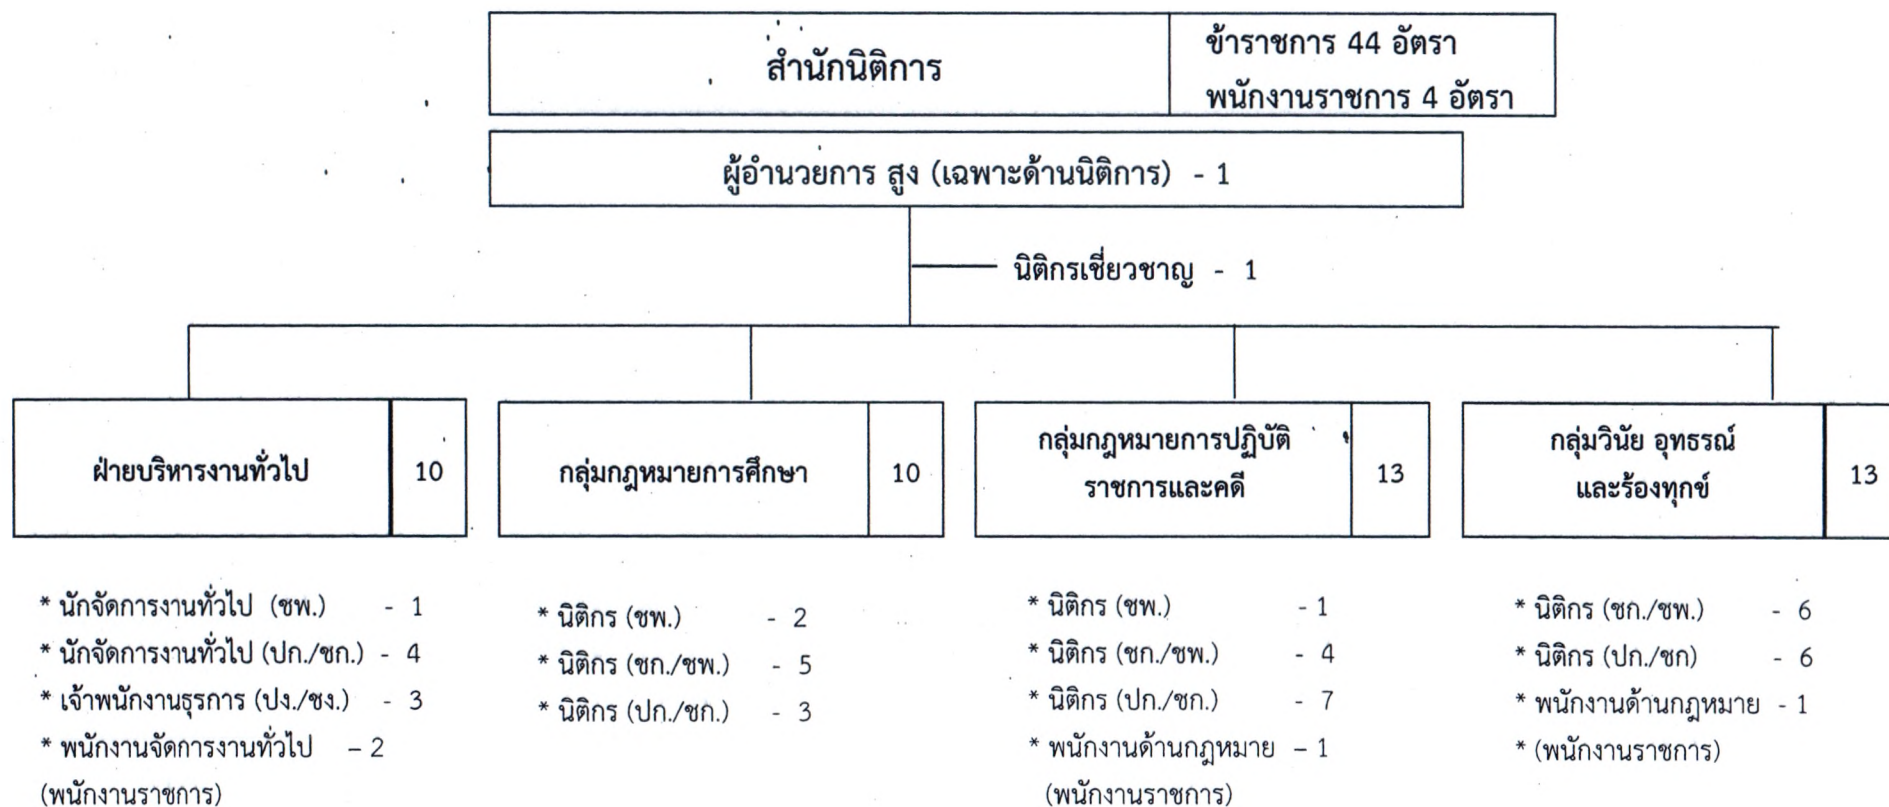 สำนักนิติการ
ข้าราชการ 44 อัตรา
พนักงานราชการ 4 อัตรา
ผู้อำนวยการ สูง (เฉพาะด้านนิติการ) - 1
นิติกรเชี่ยวชาญ - 1
ฝ่ายบริหารงานทั่วไป
10
กลุ่มกฎหมายการศึกษา
10
กลุ่มกฎหมายการปฏิบัติ
ราชการและคดี
13
กลุ่มวินัย อุทธรณ์
และร้องทุกข์
13
* นักจัดการงานทั่วไป (ชพ.) - 1
* นักจัดการงานทั่วไป (ปก./ชก.) - 4
* เจ้าพนักงานธุรการ (ปง./ชง.) - 3
* พนักงานจัดการงานทั่วไป – 2
(พนักงานราชการ)
* นิติกร (ชพ.) - 2
* นิติกร (ชก./ชพ.) - 5
* นิติกร (ปก./ชก.) - 3
* นิติกร (ชพ.) - 1
* นิติกร (ชก./ชพ.) - 4
* นิติกร (ปก./ชก.) - 7
* พนักงานด้านกฎหมาย – 1
(พนักงานราชการ)
* นิติกร (ชก./ชพ.) - 6
* นิติกร (ปก./ชก) - 6
* พนักงานด้านกฎหมาย - 1
* (พนักงานราชการ)